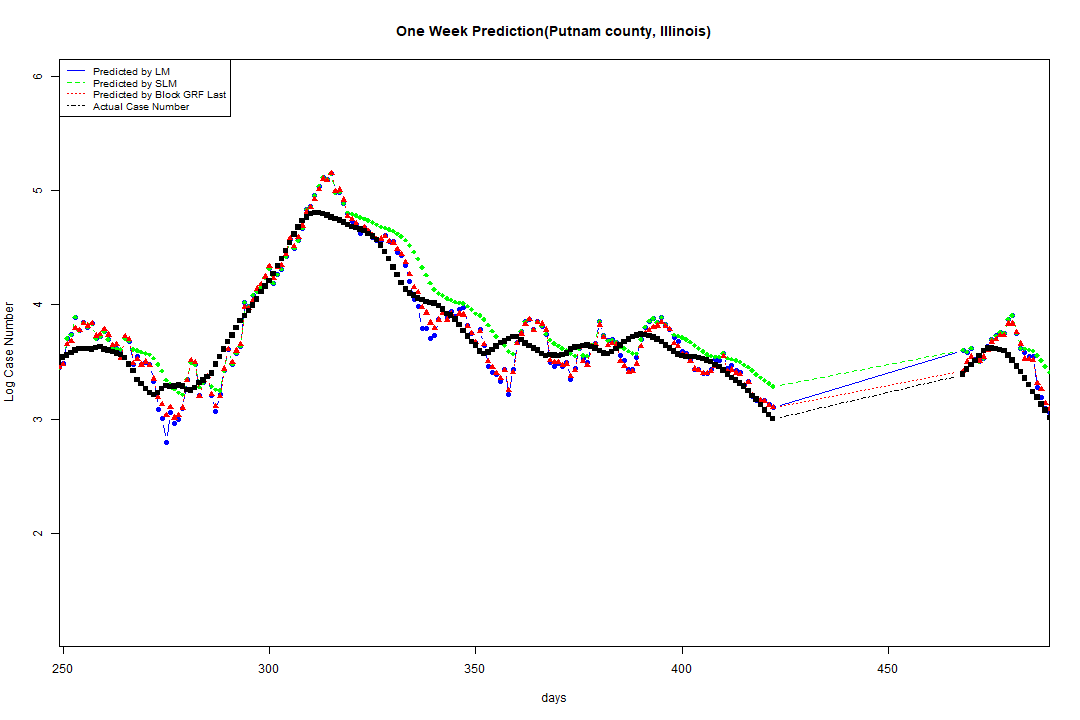 One Week Prediction(Putnam county, Illinois)
Predicted by LM
Predicted by SLM
Predicted by Block GRF Last
Actual Case Number
6
5
4
3
2
Log Case Number
250 300 350 400 450
days